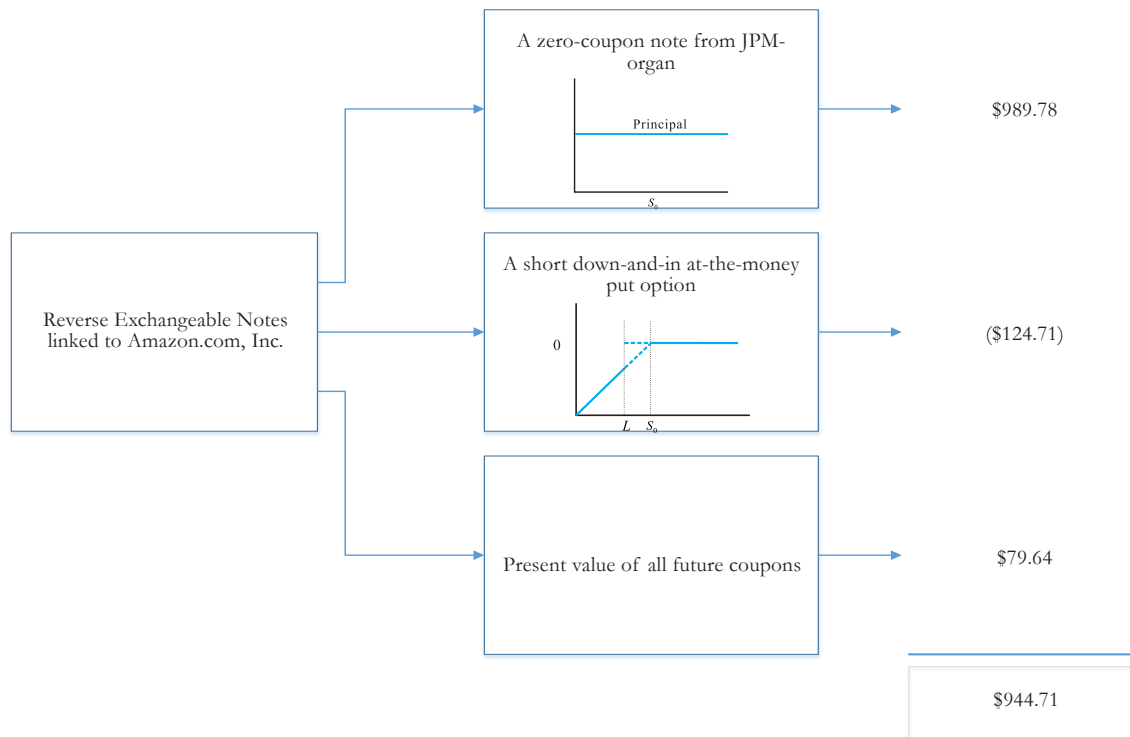 A zero-coupon note from JPM-
organ
Principal
S₀
$989.78
Reverse Exchangeable Notes
linked to Amazon.com, Inc.
A short down-and-in at-the-money
put option
0
L S₀
($124.71)
Present value of all future coupons
$79.64
$944.71